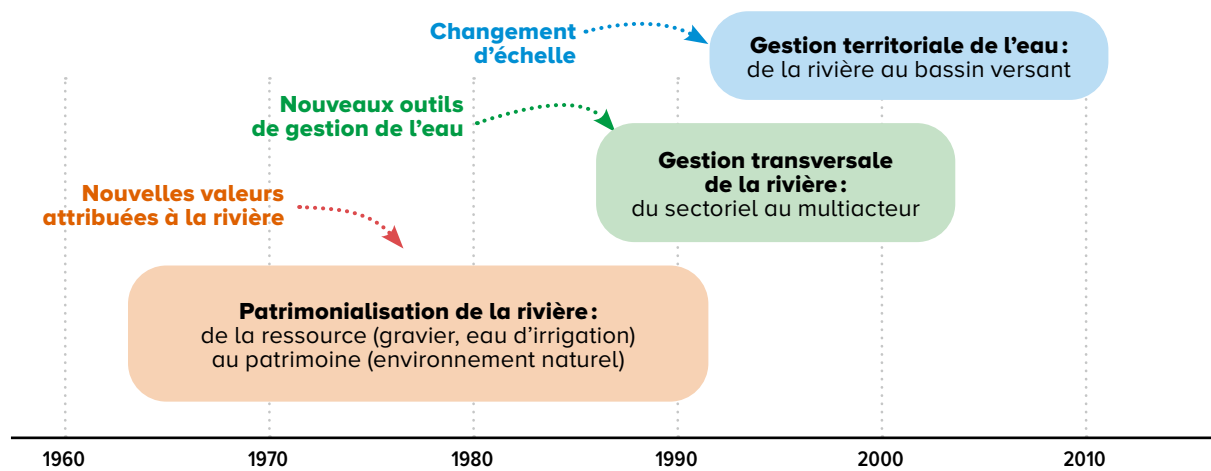 Changement
d’échelle
Gestion territoriale de l’eau :
de la rivière au bassin versant
Nouveaux outils
de gestion de l’eau
Gestion transversale
de la rivière :
du sectoriel au multiacteur
Nouvelles valeurs
attribuées à la rivière
Patrimonialisation de la rivière :
de la ressource (gravier, eau d’irrigation)
au patrimoine (environnement naturel)
1960 1970 1980 1990 2000 2010